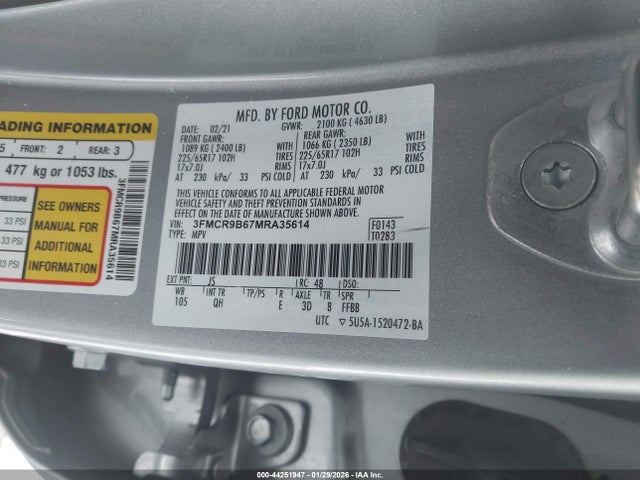 ADING INFORMATION
5 FRONT: 2 REAR: 3
477 kg or 1053 lbs.
PSI
33 PSI
33 PSI
SEE OWNERS
MANUAL FOR
ADDITIONAL
INFORMATION
3FMCR9B67MRA35614
MFD. BY FORD MOTOR CO.
DATE: 02/21 GVWR: 2100 KG ( 4630 LB)
FRONT GAWR: REAR GAWR:
1089 KG ( 2400 LB) WITH 1066 KG ( 2350 LB) WITH
225/65R17 102H TIRES 225/65R17 102H TIRES
17x7.0J RIMS 17x7.0J RIMS
AT 230 kPa/ 33 PSI COLD AT 230 kPa/ 33 PSI COLD
THIS VEHICLE CONFORMS TO ALL APPLICABLE FEDERAL MOTOR
VEHICLE SAFETY AND THEFT PREVENTION STANDARDS IN EFFECT ON THE DATE OF MANUFACTURE SHOWN ABOVE.
VIN: 3FMCR9B67MRA35614 F0143
TYPE: MPV T0283
EXT PNT: JS RC: 48 DSO:
WB INT TR TP/PS R AXLE TR SPR
105 QH E 3D 8 FFBB
UTC ▽ 5U5A-1520472-BA
000-44251947 - 01/29/2026 - IAAI.COM